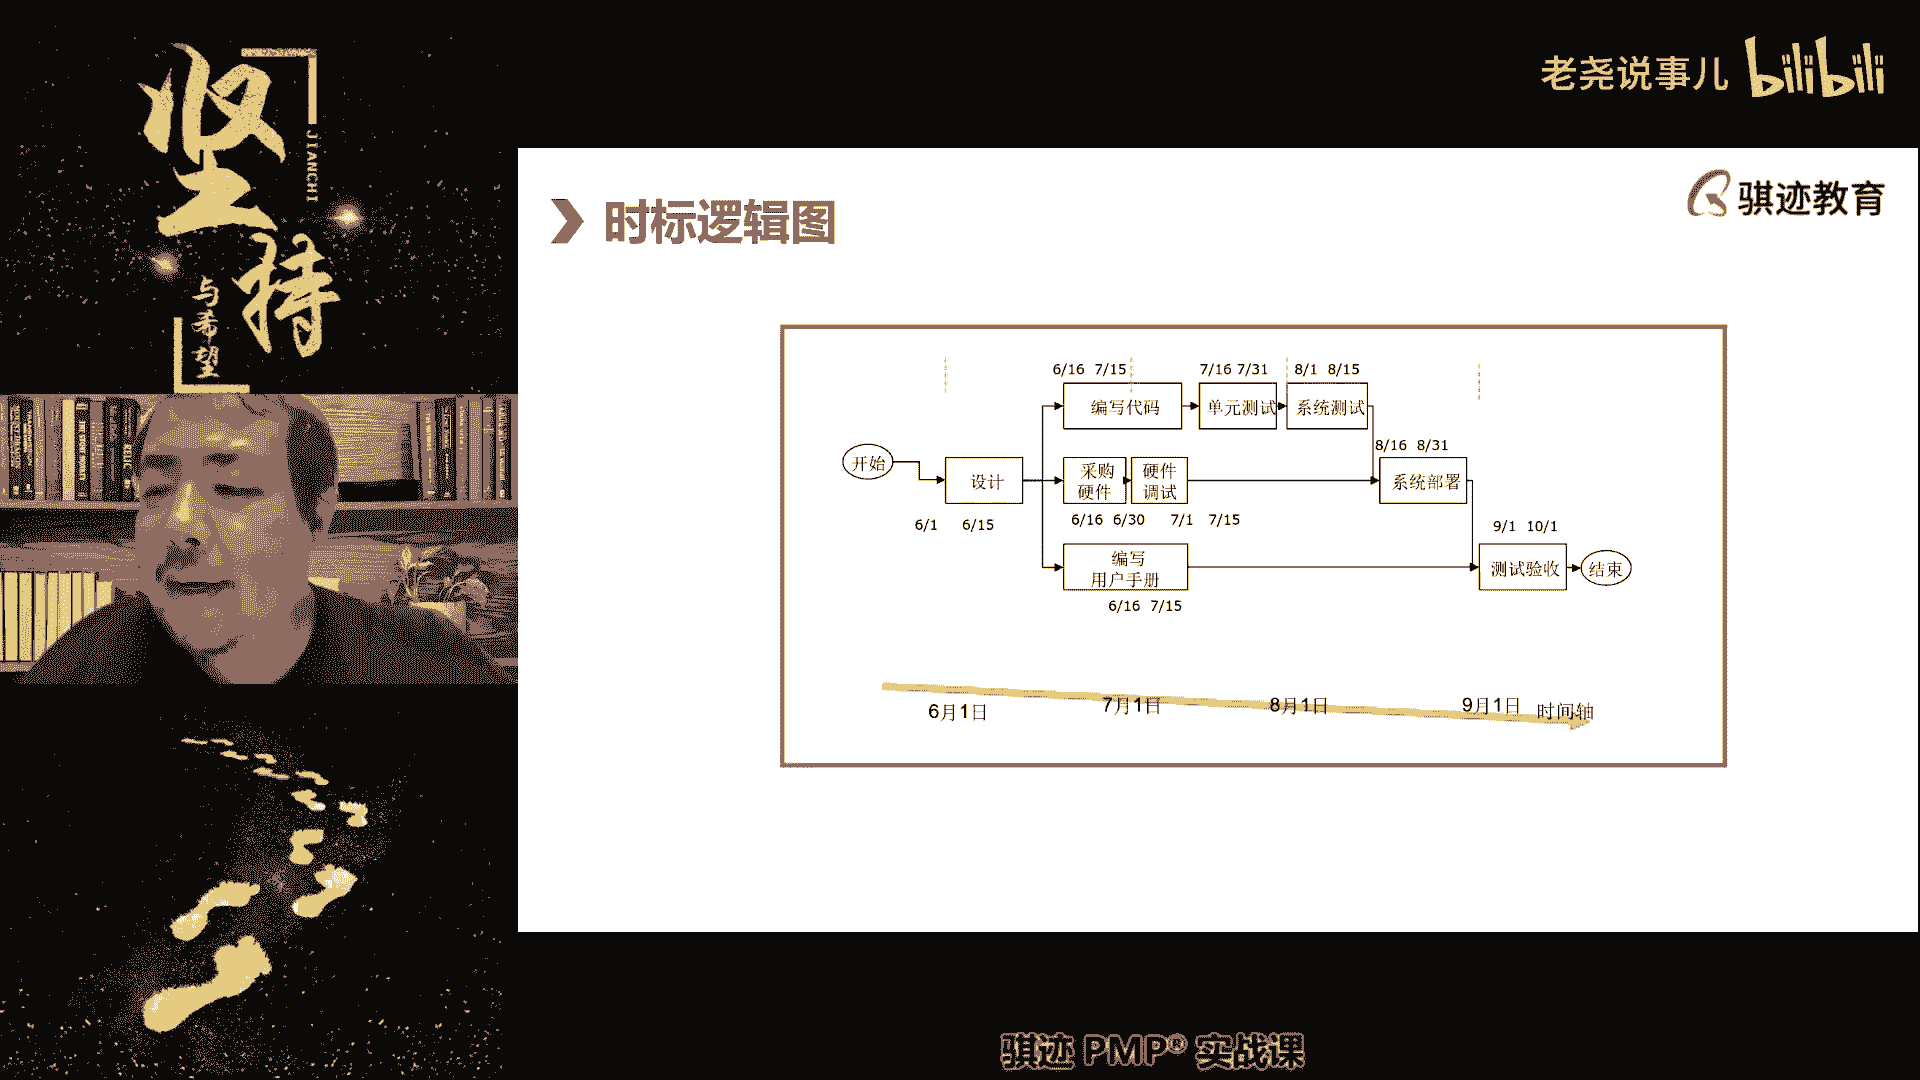 坚持
JIANCHI
与希望
老尧说事儿 bilibili
骐迹教育
时标逻辑图
6/16 7/15
7/16 7/31
8/1 8/15
编写代码
单元测试
系统测试
8/16 8/31
开始
设计
采购
硬件
硬件
调试
系统部署
6/1 6/15
6/16 6/30
7/1 7/15
9/1 10/1
编写
用户手册
测试验收
结束
6/16 7/15
6月1日
7月1日
8月1日
9月1日
时间轴
骐迹 PMP® 实战课